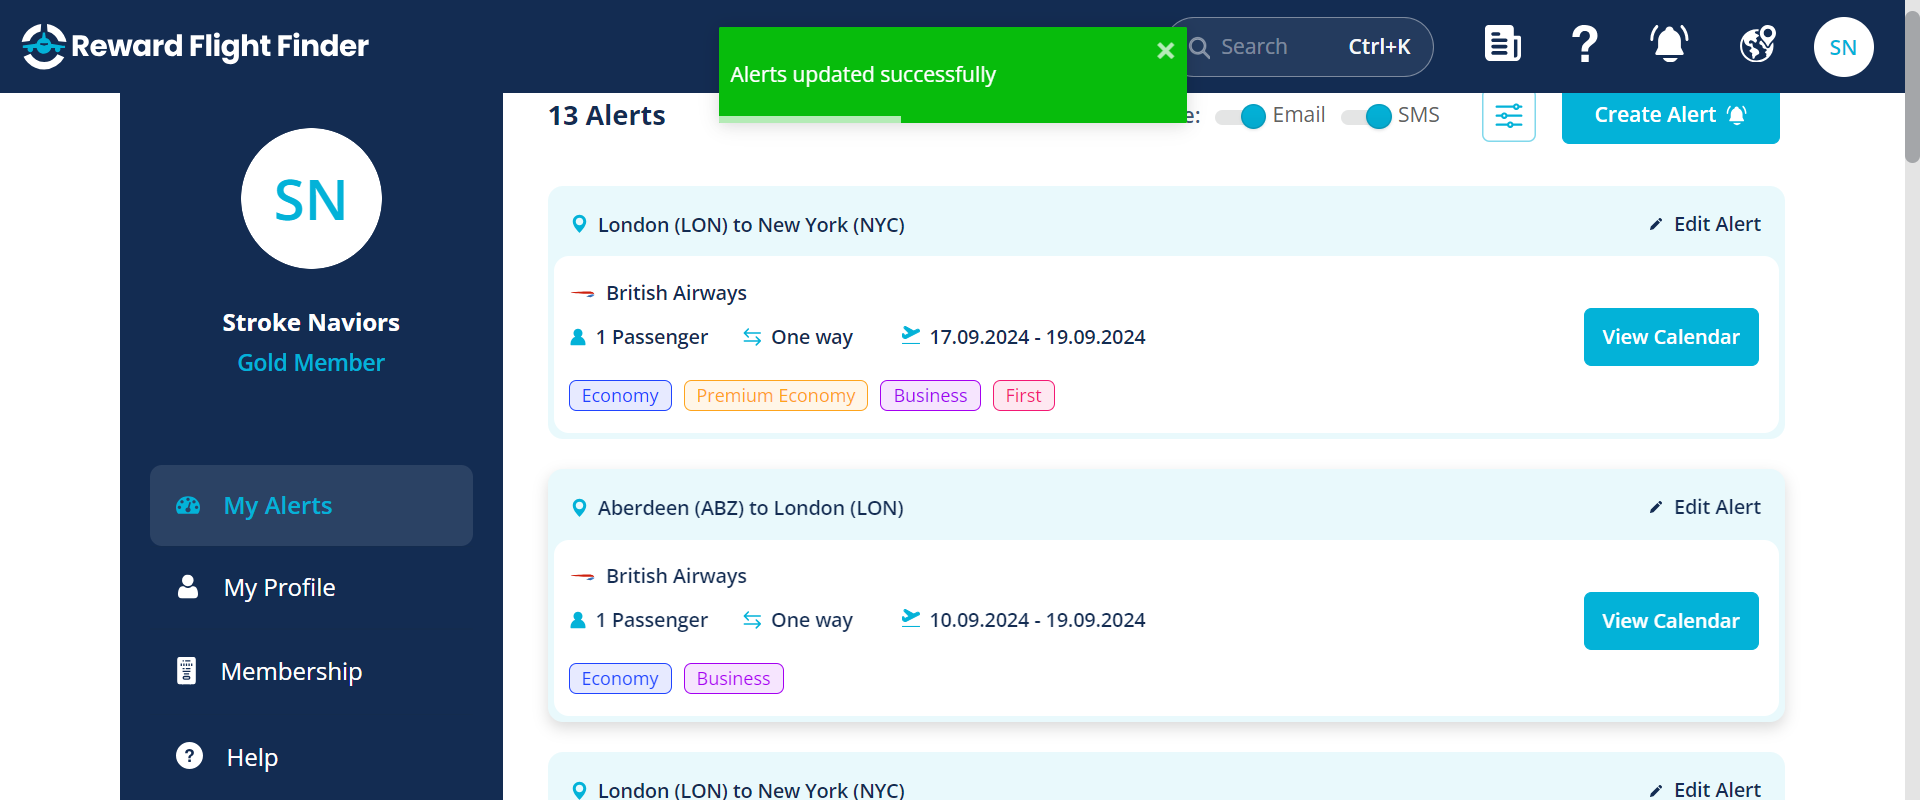 Reward Flight Finder
Alerts updated successfully
Search
Ctrl+K
SN
13 Alerts
e:
Email
SMS
Create Alert
SN
Stroke Naviors
Gold Member
My Alerts
My Profile
Membership
Help
London (LON) to New York (NYC)
Edit Alert
British Airways
1 Passenger
One way
17.09.2024 - 19.09.2024
View Calendar
Economy
Premium Economy
Business
First
Aberdeen (ABZ) to London (LON)
Edit Alert
British Airways
1 Passenger
One way
10.09.2024 - 19.09.2024
View Calendar
Economy
Business
London (LON) to New York (NYC)
Edit Alert